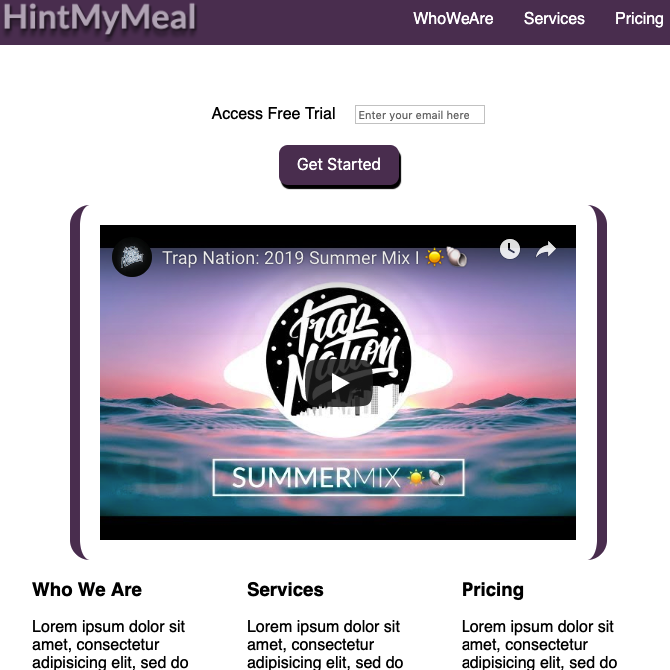 HintMyMeal
WhoWeAre Services Pricing
Access Free Trial Enter your email here
Get Started
Trap Nation: 2019 Summer Mix I ☀️🐚
Trap
Nation
SUMMERMIX ☀️🐚
Who We Are
Lorem ipsum dolor sit
amet, consectetur
adipisicing elit, sed do
Services
Lorem ipsum dolor sit
amet, consectetur
adipisicing elit, sed do
Pricing
Lorem ipsum dolor sit
amet, consectetur
adipisicing elit, sed do